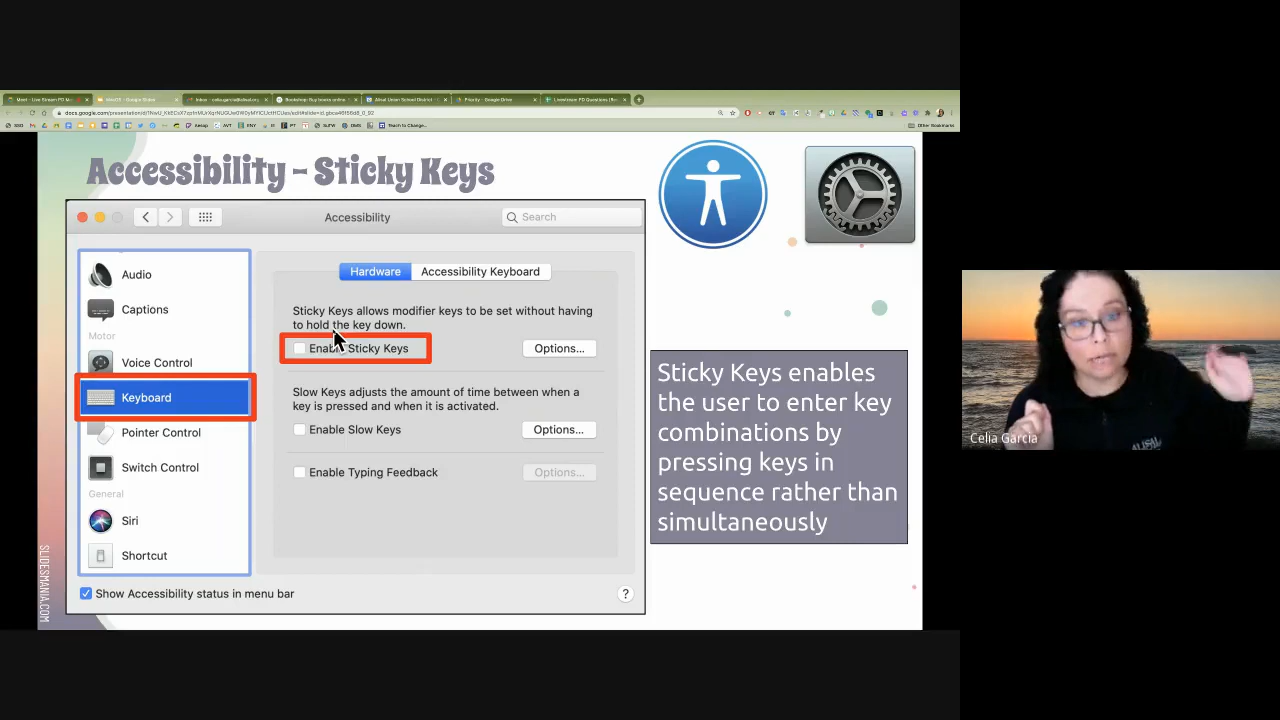 Accessibility - Sticky Keys
Accessibility
Search
Audio
Captions
Motor
Voice Control
Keyboard
Pointer Control
Switch Control
General
Siri
Shortcut
Hardware
Accessibility Keyboard
Sticky Keys allows modifier keys to be set without having
to hold the key down.
Sticky Keys
Options...
Slow Keys adjusts the amount of time between when a
key is pressed and when it is activated.
Enable Slow Keys
Options...
Enable Typing Feedback
Options...
Show Accessibility status in menu bar
?
Sticky Keys enables
the user to enter key
combinations by
pressing keys in
sequence rather than
simultaneously
SLIDESMANIA.COM
Celia Garcia